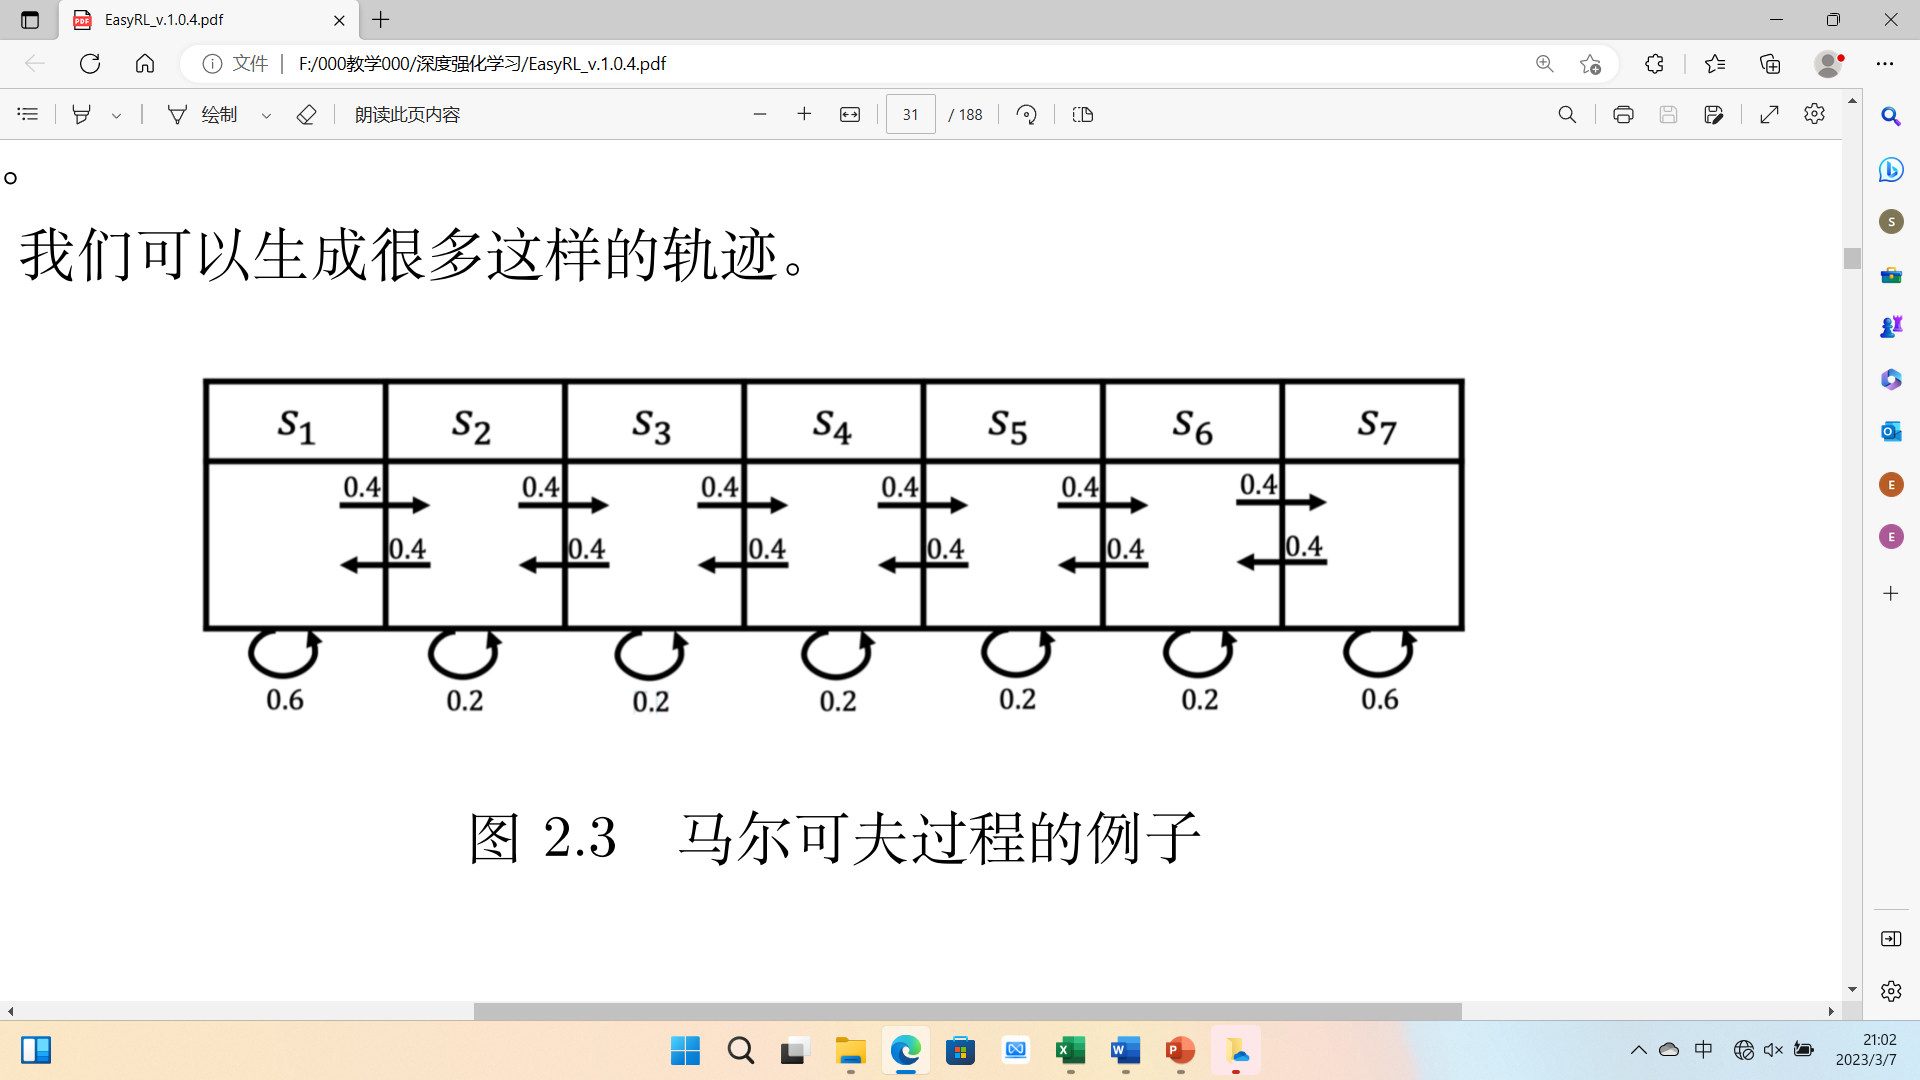 EasyRL_v.1.0.4.pdf
文件 F:/000教学000/深度强化学习/EasyRL_v.1.0.4.pdf
绘制 朗读此页内容 31 / 188
。
我们可以生成很多这样的轨迹。
s1 s2 s3 s4 s5 s6 s7
0.4 0.4 0.4 0.4 0.4 0.4
0.4 0.4 0.4 0.4 0.4 0.4
0.6 0.2 0.2 0.2 0.2 0.2 0.6
图 2.3 马尔可夫过程的例子
S
E
E
中
21:02
2023/3/7